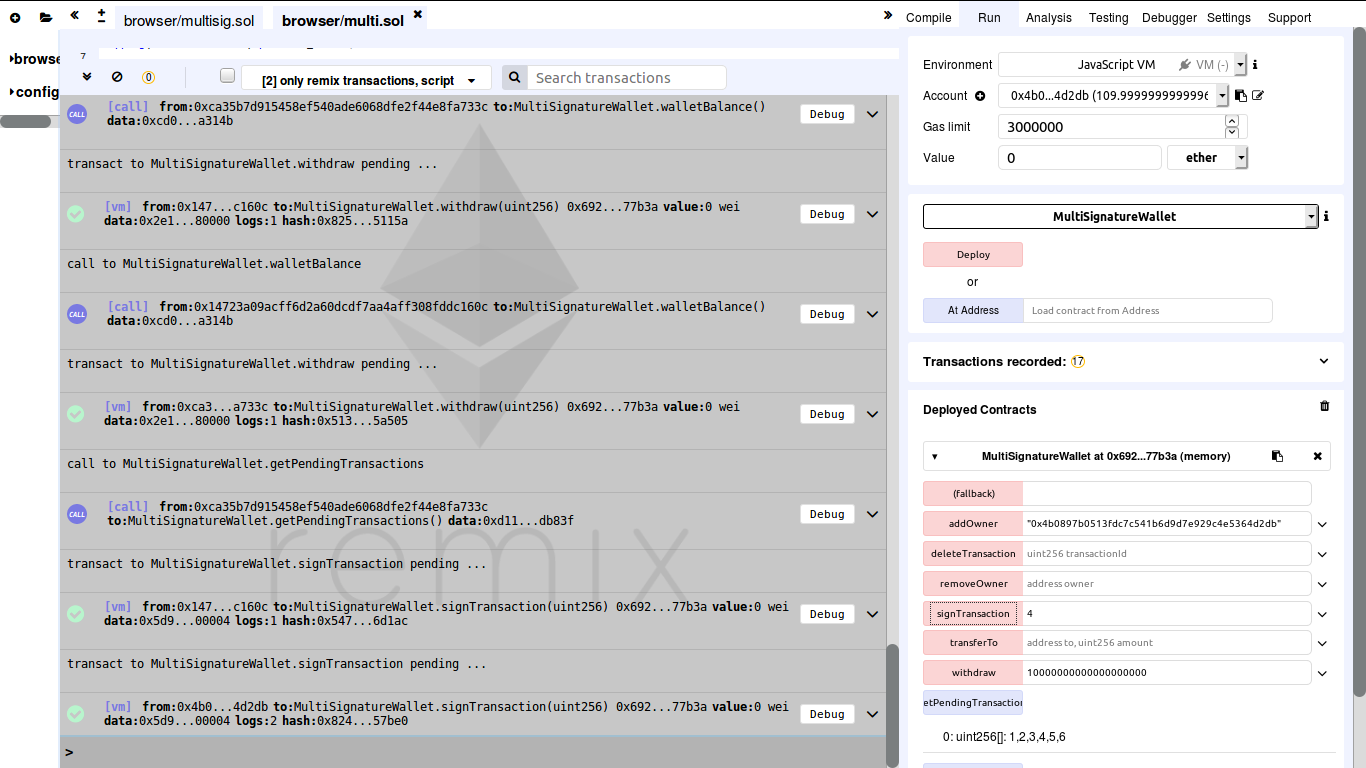 browser/multisig.sol
browser/multi.sol
Compile
Run
Analysis
Testing
Debugger
Settings
Support
browse
config
7
0
[2] only remix transactions, script
Search transactions
CALL
[call] from:0xca35b7d915458ef540ade6068dfe2f44e8fa733c to:MultiSignatureWallet.walletBalance()
data:0xcd0...a314b
Debug
transact to MultiSignatureWallet.withdraw pending ...
[vm] from:0x147...c160c to:MultiSignatureWallet.withdraw(uint256) 0x692...77b3a value:0 wei
data:0x2e1...80000 logs:1 hash:0x825...5115a
Debug
call to MultiSignatureWallet.walletBalance
CALL
[call] from:0x14723a09acff6d2a60dcdf7aa4aff308fddc160c to:MultiSignatureWallet.walletBalance()
data:0xcd0...a314b
Debug
transact to MultiSignatureWallet.withdraw pending ...
[vm] from:0xca3...a733c to:MultiSignatureWallet.withdraw(uint256) 0x692...77b3a value:0 wei
data:0x2e1...80000 logs:1 hash:0x513...5a505
Debug
call to MultiSignatureWallet.getPendingTransactions
CALL
[call] from:0xca35b7d915458ef540ade6068dfe2f44e8fa733c
to:MultiSignatureWallet.getPendingTransactions() data:0xd11...db83f
Debug
remix
transact to MultiSignatureWallet.signTransaction pending ...
[vm] from:0x147...c160c to:MultiSignatureWallet.signTransaction(uint256) 0x692...77b3a value:0 wei
data:0x5d9...00004 logs:1 hash:0x547...6d1ac
Debug
transact to MultiSignatureWallet.signTransaction pending ...
[vm] from:0x4b0...4d2db to:MultiSignatureWallet.signTransaction(uint256) 0x692...77b3a value:0 wei
data:0x5d9...00004 logs:2 hash:0x824...57be0
Debug
>
Environment
JavaScript VM
VM (-)
Account
0x4b0...4d2db (109.999999999999
Gas limit
3000000
Value
0
ether
MultiSignatureWallet
Deploy
or
At Address
Load contract from Address
Transactions recorded: 17
Deployed Contracts
MultiSignatureWallet at 0x692...77b3a (memory)
(fallback)
addOwner
"0x4b0897b0513fdc7c541b6d9d7e929c4e5364d2db"
deleteTransaction
uint256 transactionId
removeOwner
address owner
signTransaction
4
transferTo
address to, uint256 amount
withdraw
10000000000000000000
etPendingTransaction
0: uint256[]: 1,2,3,4,5,6